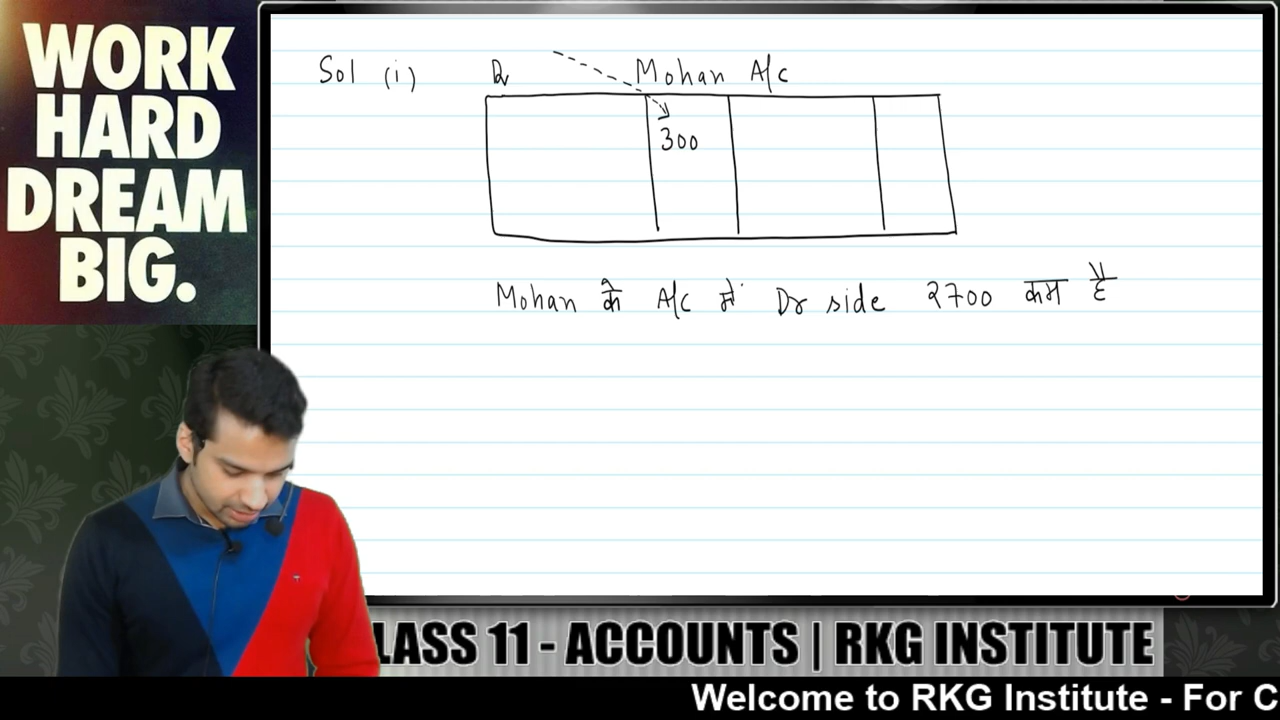 WORK
HARD
DREAM
BIG.
Sol (i) Dr Mohan A/c
300
Mohan के A/c में Dr side 2700 कम है
LASS 11 - ACCOUNTS | RKG INSTITUTE
Welcome to RKG Institute - For C